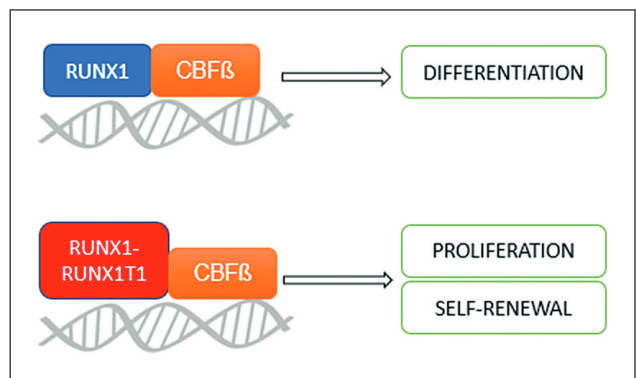 RUNX1
CBFß
DIFFERENTIATION
RUNX1-
RUNX1T1
CBFß
PROLIFERATION
SELF-RENEWAL